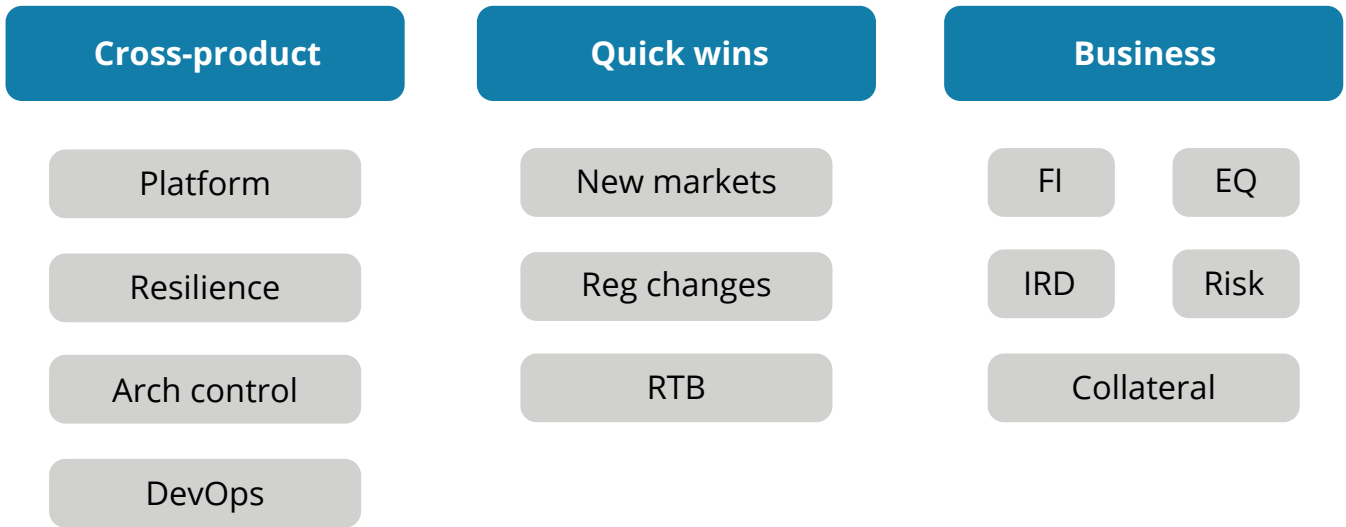 Cross-product
Platform
Resilience
Arch control
DevOps
Quick wins
New markets
Reg changes
RTB
Business
FI
EQ
IRD
Risk
Collateral